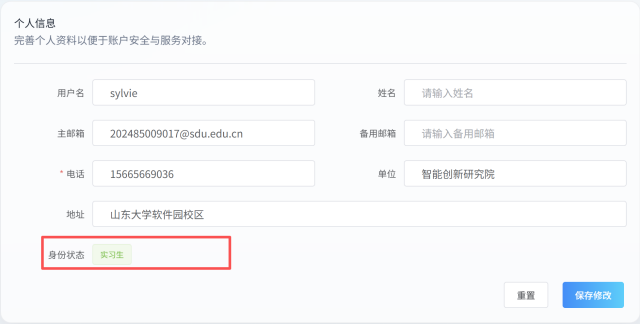 个人信息
完善个人资料以便于账户安全与服务对接。
用户名 sylvie 姓名 请输入姓名
主邮箱 202485009017@sdu.edu.cn 备用邮箱 请输入备用邮箱
* 电话 15665669036 单位 智能创新研究院
地址 山东大学软件园校区
身份状态 实习生
重置 保存修改